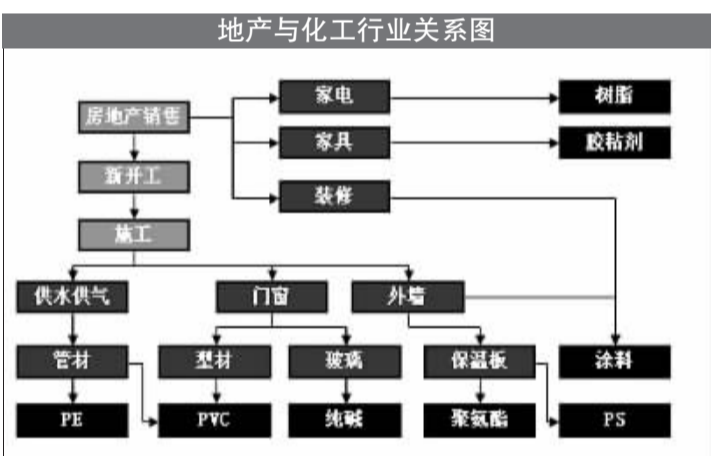 地产与化工行业关系图
家电
树脂
房地产销售
家具
胶粘剂
新开工
装修
施工
供水供气
门窗
外墙
管材
型材
玻璃
保温板
涂料
PE
PVC
纯碱
聚氨酯
PS